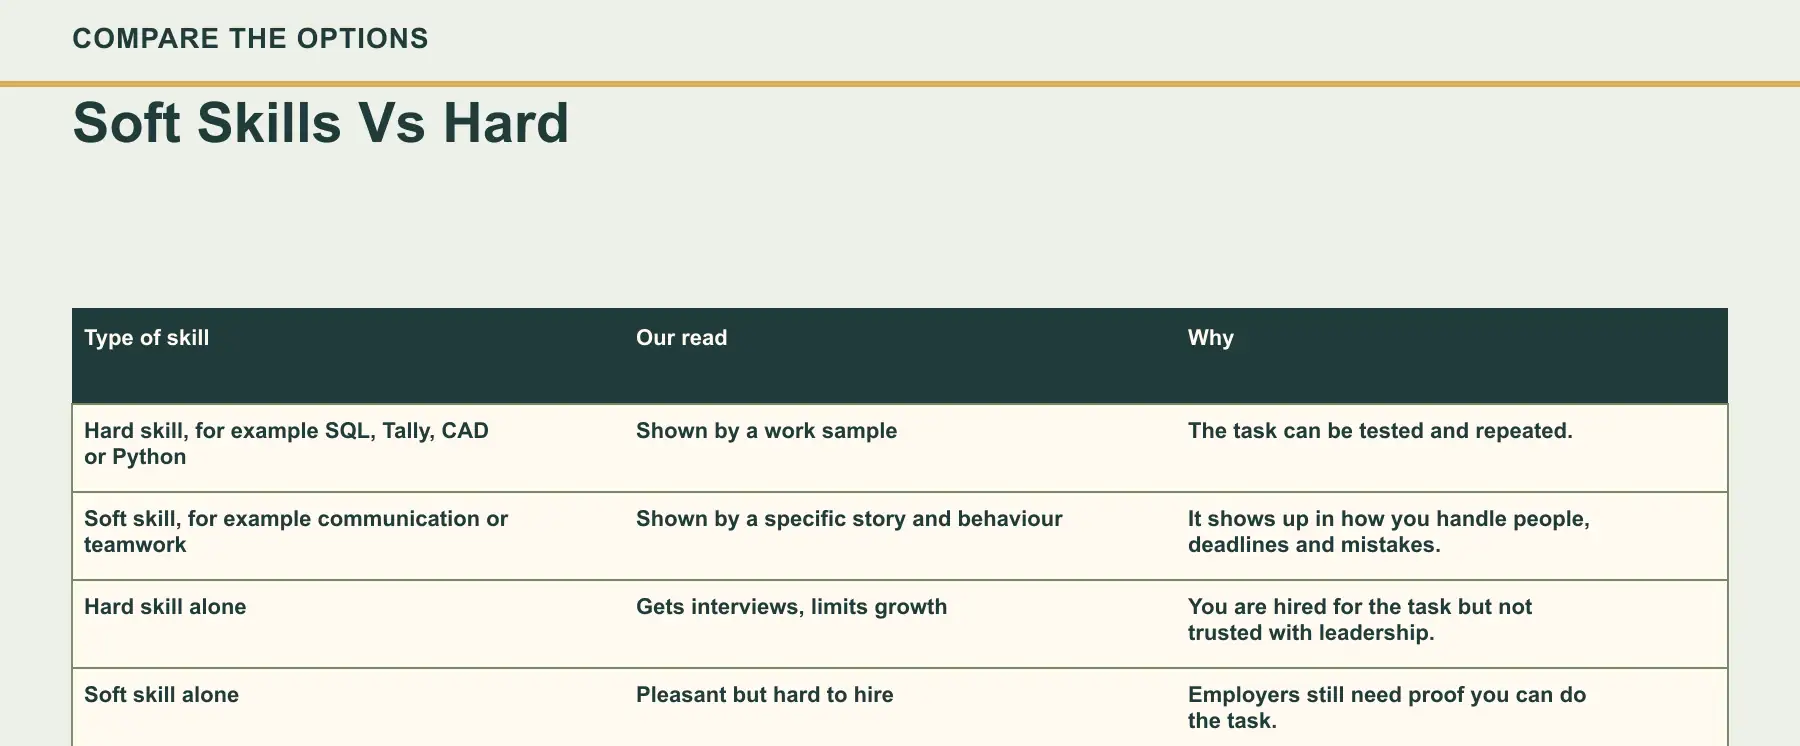 COMPARE THE OPTIONS
Soft Skills Vs Hard
Type of skill
Our read
Why
Hard skill, for example SQL, Tally, CAD
or Python
Shown by a work sample
The task can be tested and repeated.
Soft skill, for example communication or
teamwork
Shown by a specific story and behaviour
It shows up in how you handle people,
deadlines and mistakes.
Hard skill alone
Gets interviews, limits growth
You are hired for the task but not
trusted with leadership.
Soft skill alone
Pleasant but hard to hire
Employers still need proof you can do
the task.